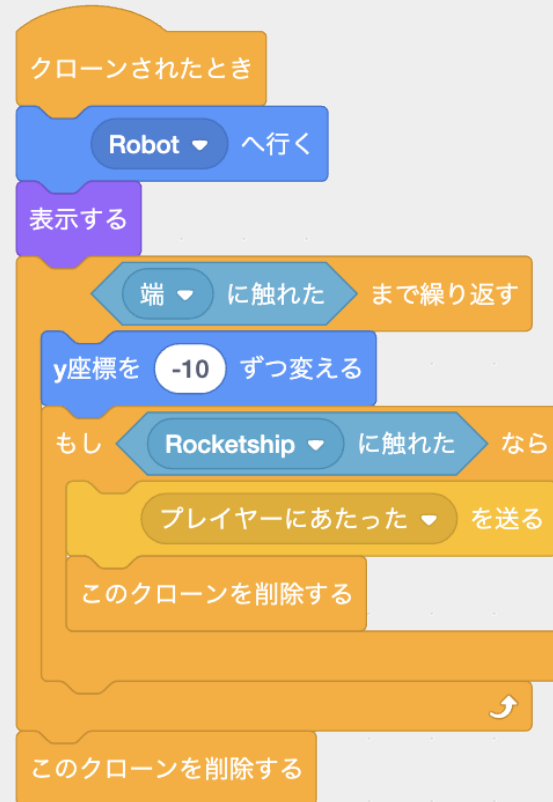 クローンされたとき
Robot へ行く
表示する
端 に触れた まで繰り返す
y座標を -10 ずつ変える
もし Rocketship に触れた なら
プレイヤーにあたった を送る
このクローンを削除する
このクローンを削除する